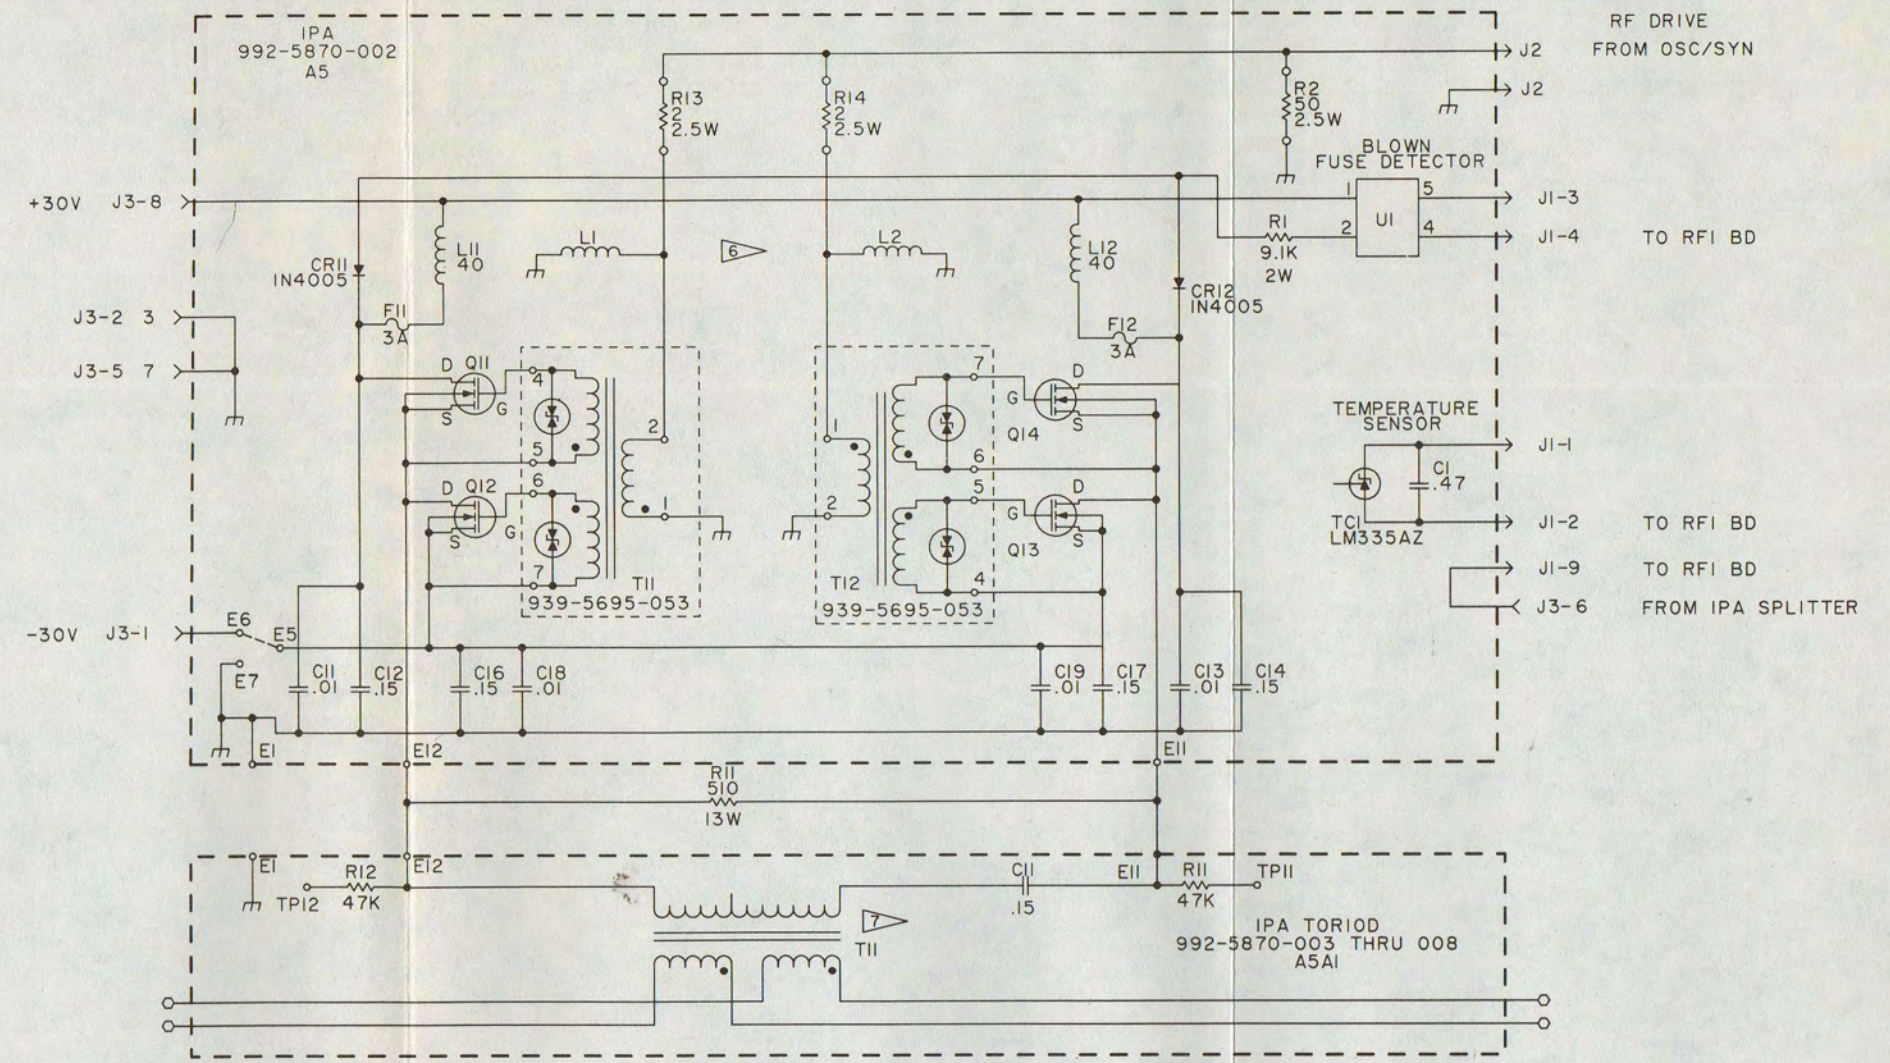 IPA
992-5870-002
A5
RF DRIVE
J2 FROM OSC/SYN
J2
R13
2
2.5W
R14
2
2.5W
R2
50
2.5W
BLOWN
FUSE DETECTOR
+30V J3-8
1 5 J1-3
U1
R1
9.1K
2W
2 4 J1-4 TO RFI BD
L11
40
L1
6
L2
L12
40
CR11
1N4005
CR12
1N4005
F11
3A
F12
3A
J3-2 3
J3-5 7
D Q11
G
S
4
5
2
1
7
6
D
G
S
Q14
D Q12
G
S
6
7
1
2
5
4
D
G
S
Q13
T11
939-5695-053
T12
939-5695-053
TEMPERATURE
SENSOR
J1-1
C1
.47
TC1
LM335AZ
J1-2 TO RFI BD
J1-9 TO RFI BD
J3-6 FROM IPA SPLITTER
-30V J3-1
E6
E5
E7
C11
.01
C12
.15
C16
.15
C18
.01
C19
.01
C17
.15
C13
.01
C14
.15
E1
E12
E11
R11
510
13W
E1
E12
TP12
R12
47K
C11
.15
E11
R11
47K
TP11
7
T11
IPA TORIOD
992-5870-003 THRU 008
A5A1